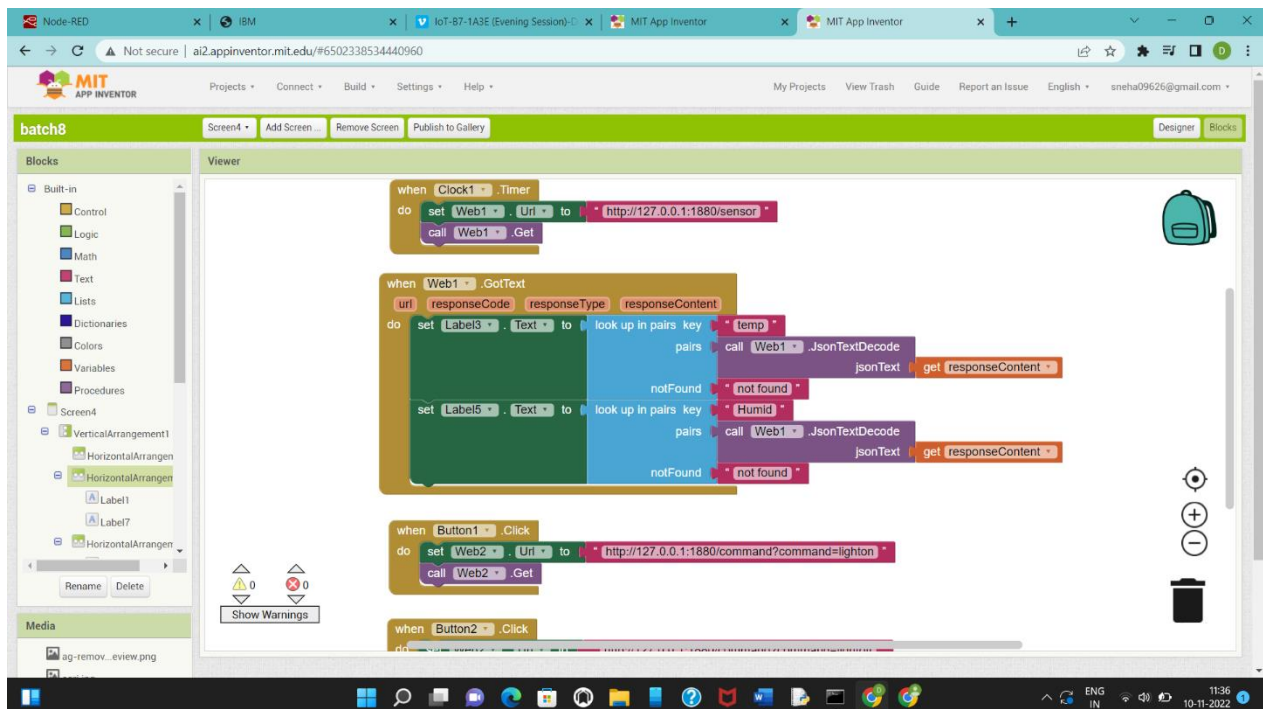 Node-RED
IBM
IoT-B7-1A3E (Evening Session)-D
MIT App Inventor
MIT App Inventor
Not secure ai2.appinventor.mit.edu/#6502338534440960
D
MIT
APP INVENTOR
Projects Connect Build Settings Help
My Projects View Trash Guide Report an Issue English sneha09626@gmail.com
batch8
Screen4 Add Screen ... Remove Screen Publish to Gallery
Designer Blocks
Blocks
Built-in
Control
Logic
Math
Text
Lists
Dictionaries
Colors
Variables
Procedures
Screen4
VerticalArrangement1
HorizontalArrangen
HorizontalArrangen
A Label1
A Label7
HorizontalArrangen
Rename Delete
Media
ag-remov...eview.png
Viewer
when Clock1 .Timer
do set Web1 . Url to " http://127.0.0.1:1880/sensor "
call Web1 .Get
when Web1 .GotText
url responseCode responseType responseContent
do set Label3 . Text to look up in pairs key " temp "
pairs call Web1 .JsonTextDecode
jsonText get responseContent
notFound " not found "
set Label5 . Text to look up in pairs key " Humid "
pairs call Web1 .JsonTextDecode
jsonText get responseContent
notFound " not found "
when Button1 .Click
do set Web2 . Url to " http://127.0.0.1:1880/command?command=lighton "
call Web2 .Get
when Button2 .Click
0 0
Show Warnings
ENG
IN
11:36
10-11-2022
1